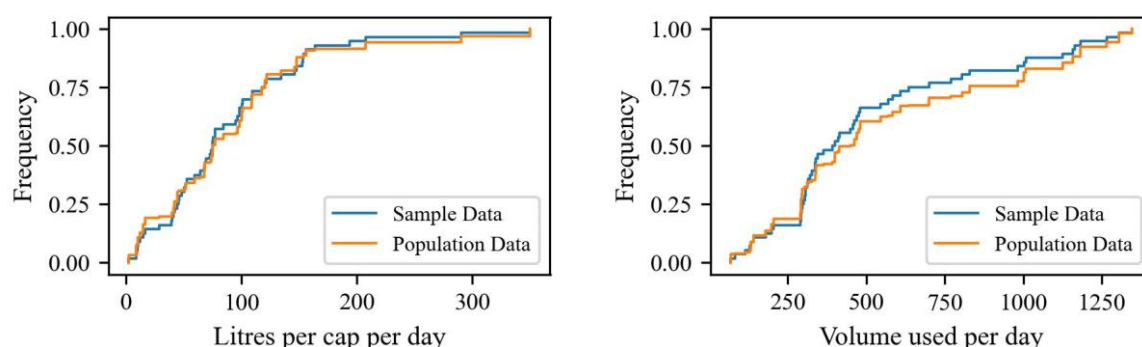 Frequency
1.00
0.75
0.50
0.25
0.00
Sample Data
Population Data
0 100 200 300
Litres per cap per day
Frequency
1.00
0.75
0.50
0.25
0.00
Sample Data
Population Data
250 500 750 1000 1250
Volume used per day